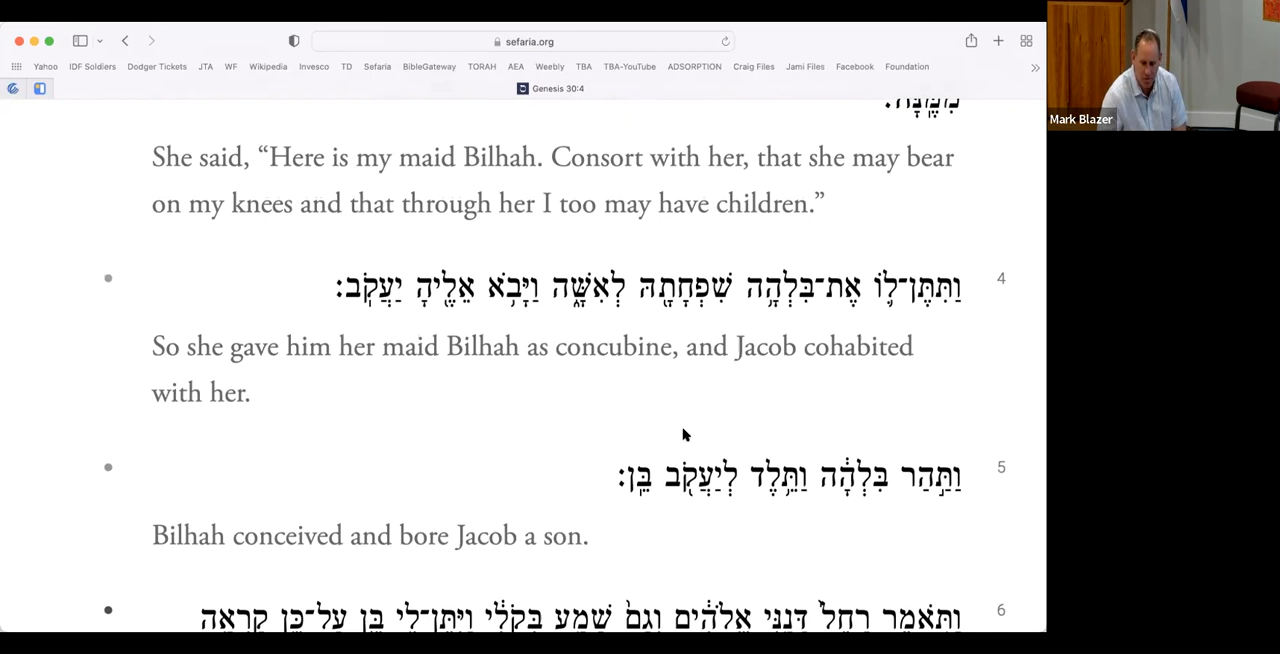 sefaria.org
Yahoo IDF Soldiers Dodger Tickets JTA WF Wikipedia Invesco TD Sefaria BibleGateway TORAH AEA Weebly TBA TBA-YouTube ADSORPTION Craig Files Jami Files Facebook Foundation
Genesis 30:4
Mark Blazer
She said, “Here is my maid Bilhah. Consort with her, that she may bear
on my knees and that through her I too may have children.”
4
וַתִּתֶּן־ל֛וֹ אֶת־בִּלְהָ֥ה שִׁפְחָתָ֖הּ לְאִשָּׁ֑ה וַיָּבֹ֥א אֵלֶ֖יהָ יַעֲקֹֽב׃
So she gave him her maid Bilhah as concubine, and Jacob cohabited
with her.
5
וַתַּ֣הַר בִּלְהָ֔ה וַתֵּ֥לֶד לְיַעֲקֹ֖ב בֵּֽן׃
Bilhah conceived and bore Jacob a son.
6
וַתֹּ֤אמֶר רָחֵל֙ דָּנַ֣נִּי אֱלֹהִ֔ים וְגַם֙ שָׁמַ֣ע בְּקֹלִ֔י וַיִּתֶּן־לִ֖י בֵּ֑ן עַל־כֵּ֛ן קָרְאָ֥ה